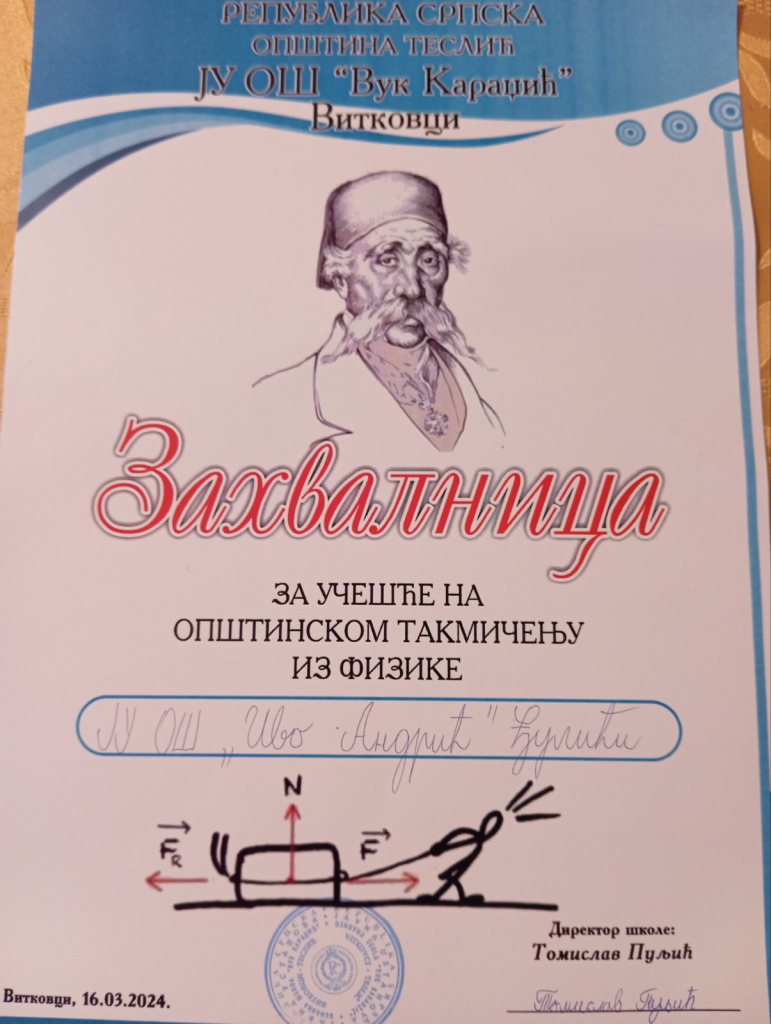 РЕПУБЛИКА СРПСКА
ОПШТИНА ТЕСЛИЋ
ЈУ ОШ "Вук Караџић"
Витковци
Захвалница
ЗА УЧЕШЋЕ НА
ОПШТИНСКОМ ТАКМИЧЕЊУ
ИЗ ФИЗИКЕ
ЈУ ОШ „Иво Андрић" Ђулићи
N
F R
F
Директор школе:
Томислав Пуљић
Витковци, 16.03.2024.
Томислав Пуљић